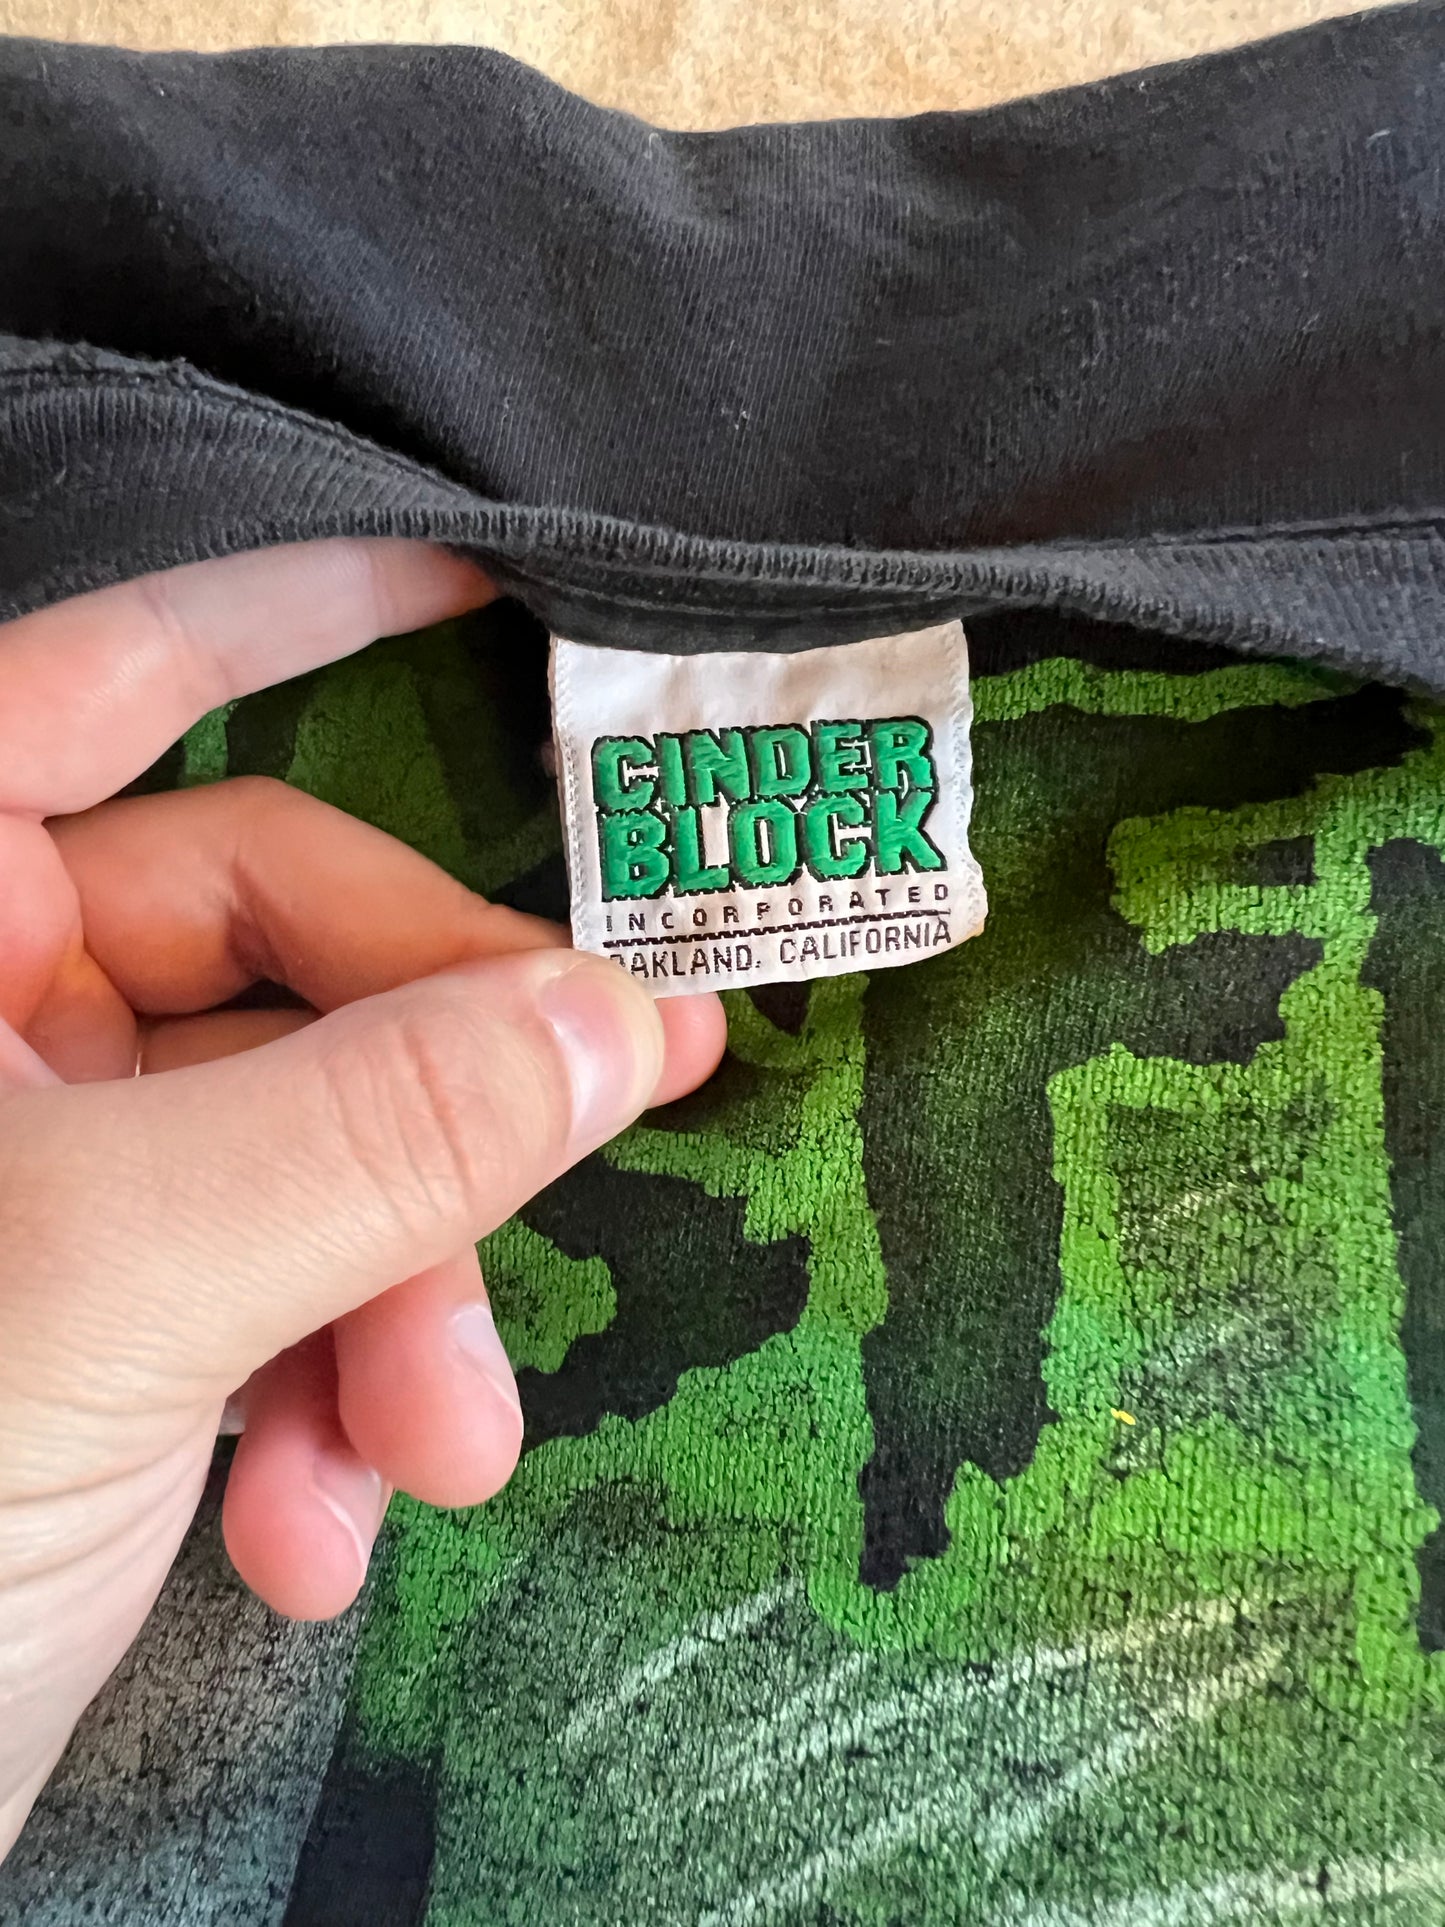 CINDER
BLOCK
INCORPORATED
OAKLAND, CALIFORNIA